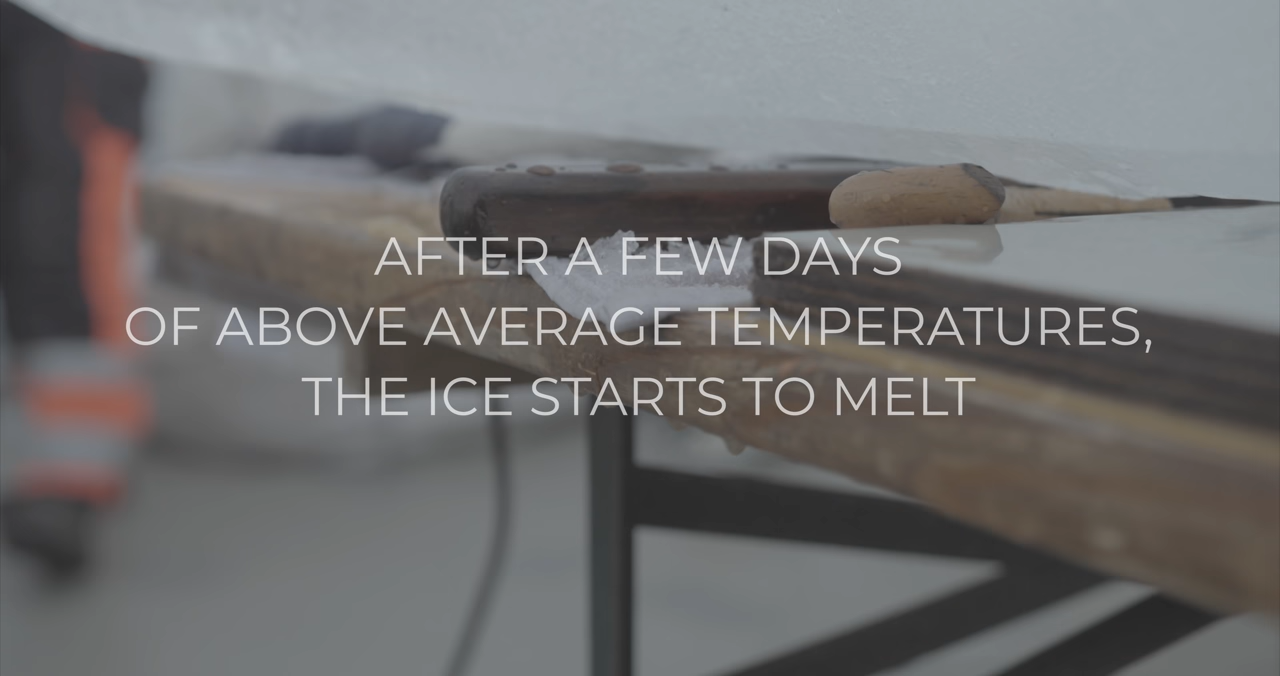 AFTER A FEW DAYS
OF ABOVE AVERAGE TEMPERATURES,
THE ICE STARTS TO MELT